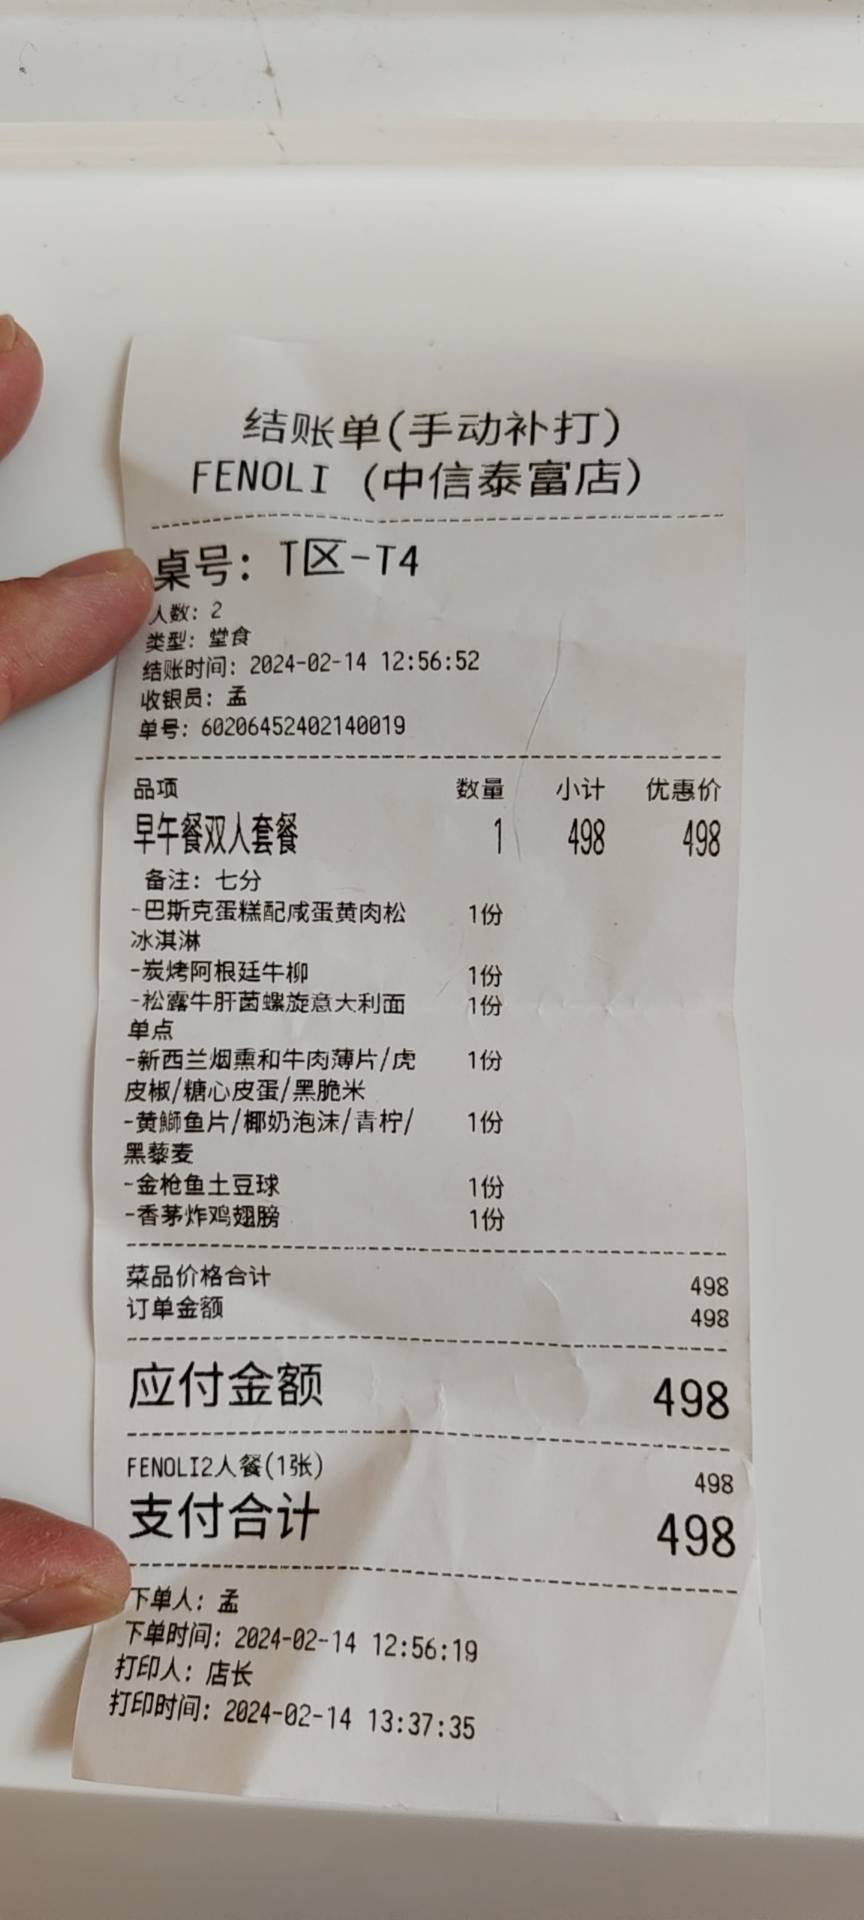 结账单(手动补打)
FENOLI (中信泰富店)
桌号: T区-T4
人数: 2
类型: 堂食
结账时间: 2024-02-14 12:56:52
收银员: 孟
单号: 60206452402140019
品项 数量 小计 优惠价
早午餐双人套餐 1 498 498
备注: 七分
-巴斯克蛋糕配咸蛋黄肉松 1份
冰淇淋
-炭烤阿根廷牛柳 1份
-松露牛肝菌螺旋意大利面 1份
单点
-新西兰烟熏和牛肉薄片/虎 1份
皮椒/糖心皮蛋/黑脆米
-黄鰤鱼片/椰奶泡沫/青柠/ 1份
黑藜麦
-金枪鱼土豆球 1份
-香茅炸鸡翅膀 1份
菜品价格合计 498
订单金额 498
应付金额 498
FENOLI2人餐(1张) 498
支付合计 498
下单人: 孟
下单时间: 2024-02-14 12:56:19
打印人: 店长
打印时间: 2024-02-14 13:37:35